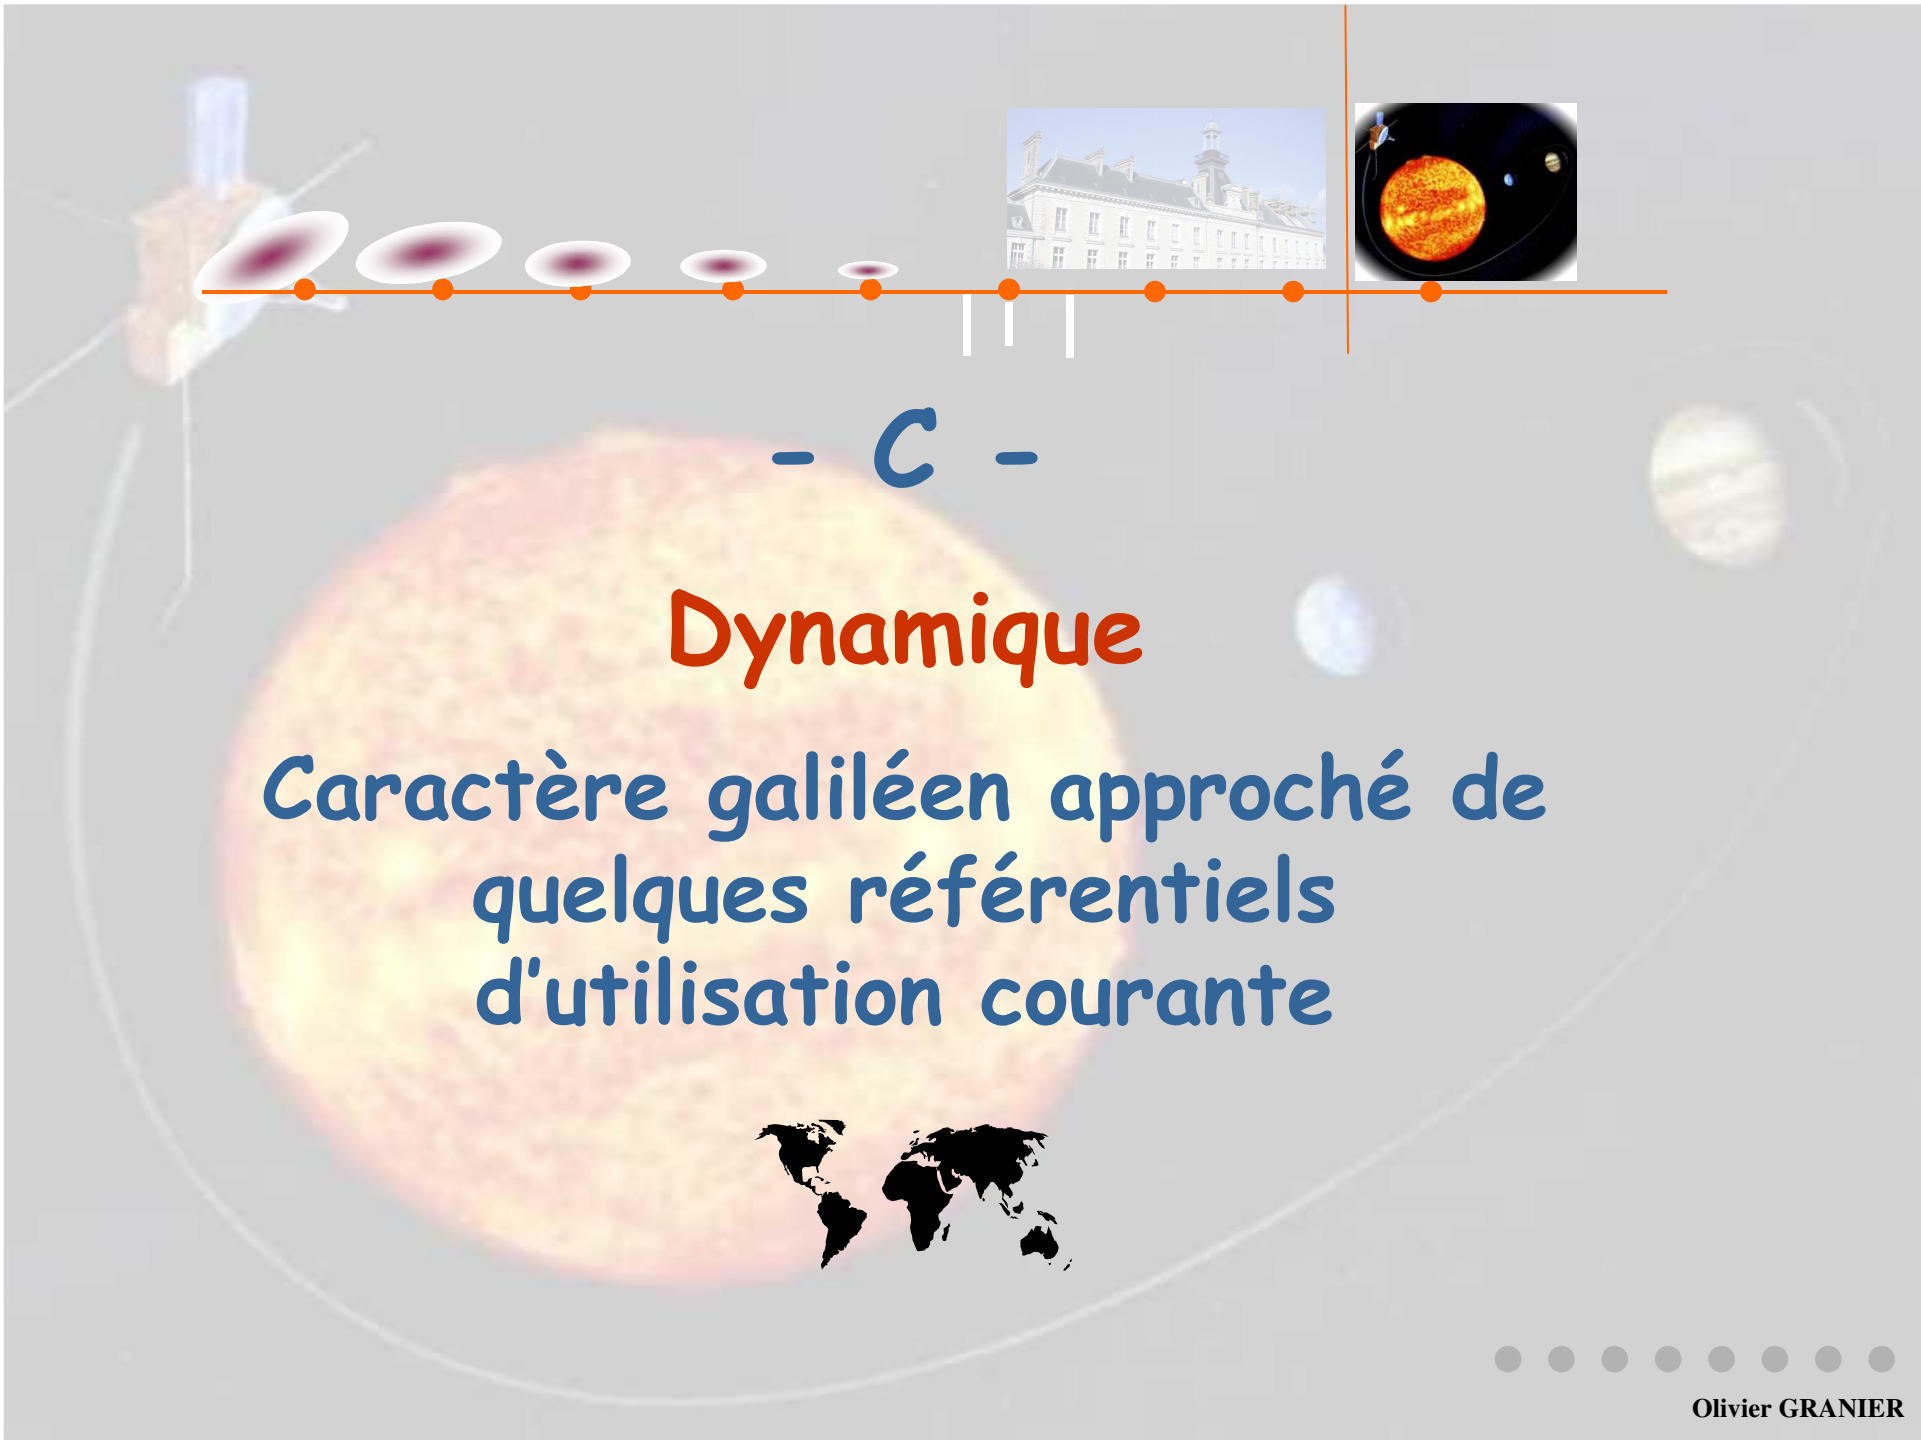 - C -
Dynamique
Caractère galiléen approché de
quelques référentiels
d’utilisation courante
Olivier GRANIER